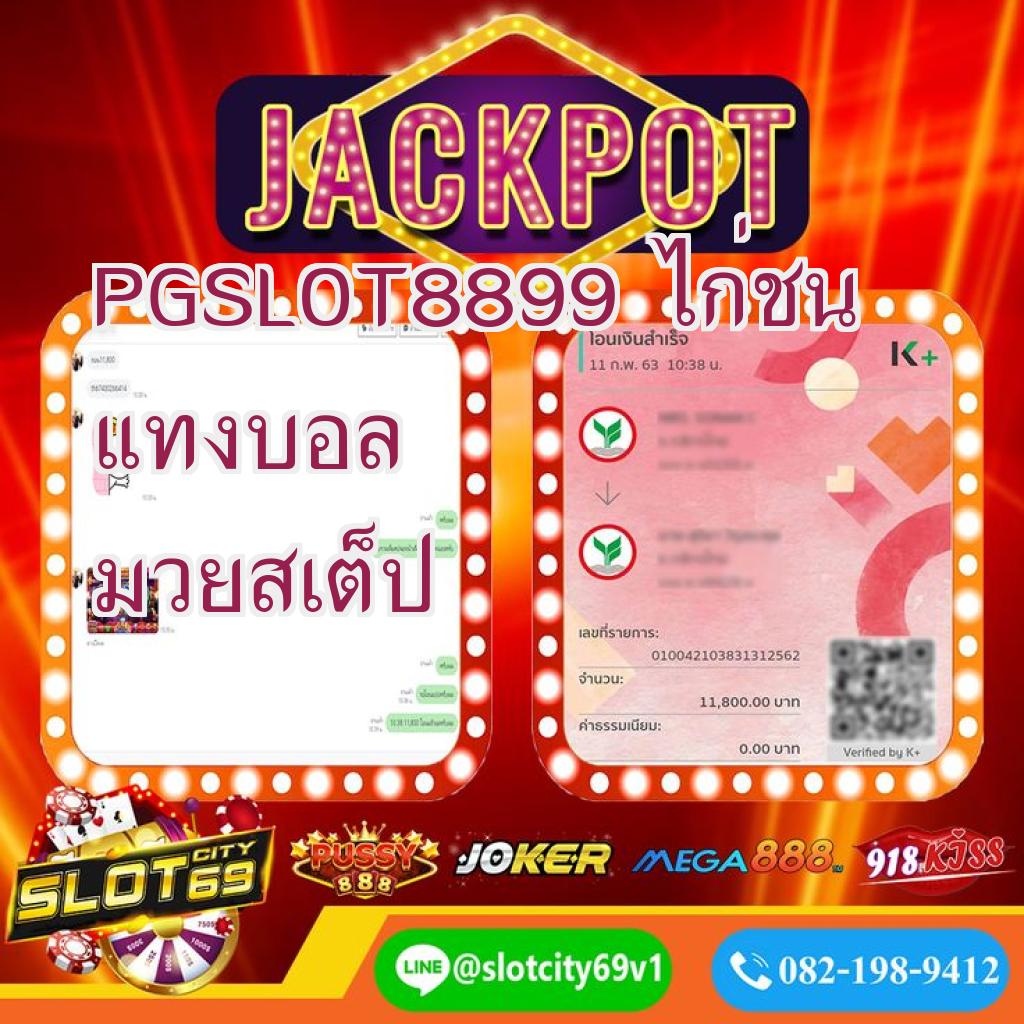 JACKPOT
PGSLOT8899 ไก่ชน
แทงบอล
มวยสเต็ป
โอนเงินสำเร็จ
11 ก.พ. 63 10:38 น.
K+
เลขที่รายการ:
010042103831312562
จำนวน:
11,800.00 บาท
ค่าธรรมเนียม:
0.00 บาท
Verified by K+
SLOT CITY 69
PUSSY 888
JOKER
MEGA888
918KISS
LINE @slotcity69v1
082-198-9412